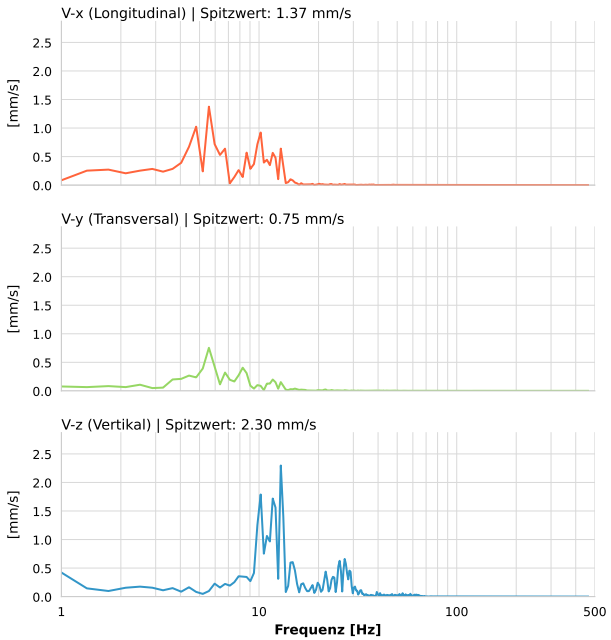 V-x (Longitudinal) | Spitzwert: 1.37 mm/s
2.5
2.0
1.5
1.0
0.5
0.0
[mm/s]
V-y (Transversal) | Spitzwert: 0.75 mm/s
2.5
2.0
1.5
1.0
0.5
0.0
[mm/s]
V-z (Vertikal) | Spitzwert: 2.30 mm/s
2.5
2.0
1.5
1.0
0.5
0.0
[mm/s]
1 10 100 500
Frequenz [Hz]